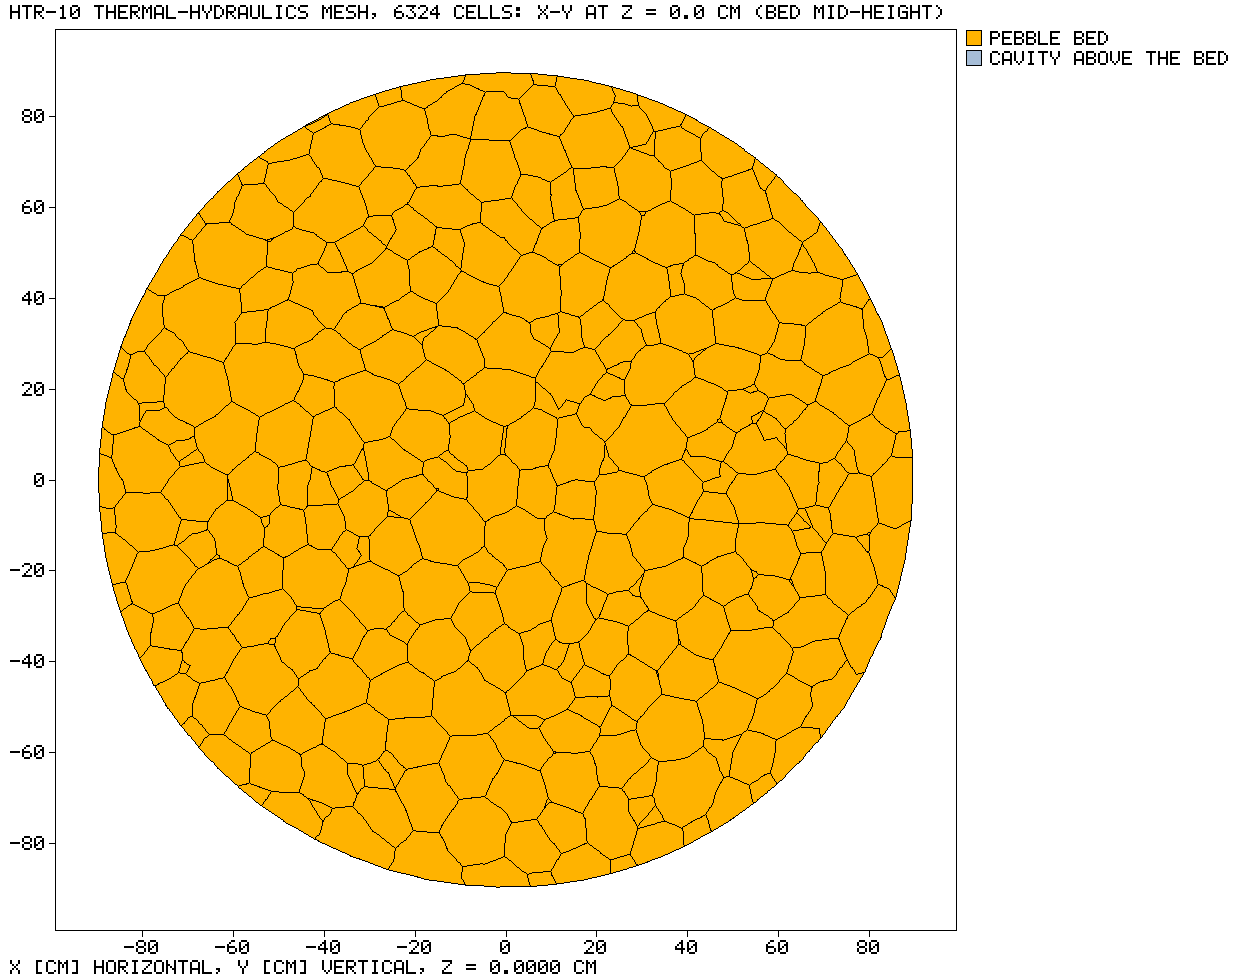 HTR-10 THERMAL-HYDRAULICS MESH, 6324 CELLS: X-Y AT Z = 0.0 CM (BED MID-HEIGHT)
PEBBLE BED
CAVITY ABOVE THE BED
80
60
40
20
0
-20
-40
-60
-80
-80 -60 -40 -20 0 20 40 60 80
X [CM] HORIZONTAL, Y [CM] VERTICAL, Z = 0.0000 CM